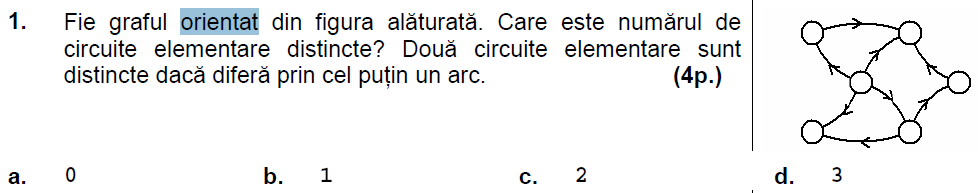 1. Fie graful orientat din figura alăturată. Care este numărul de
circuite elementare distincte? Două circuite elementare sunt
distincte dacă diferă prin cel puțin un arc. (4p.)
a. 0 b. 1 c. 2 d. 3